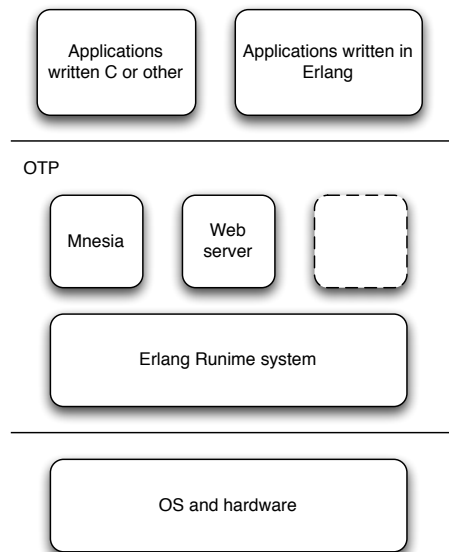 Applications
written C or other
Applications written in
Erlang
OTP
Mnesia
Web
server
Erlang Runime system
OS and hardware